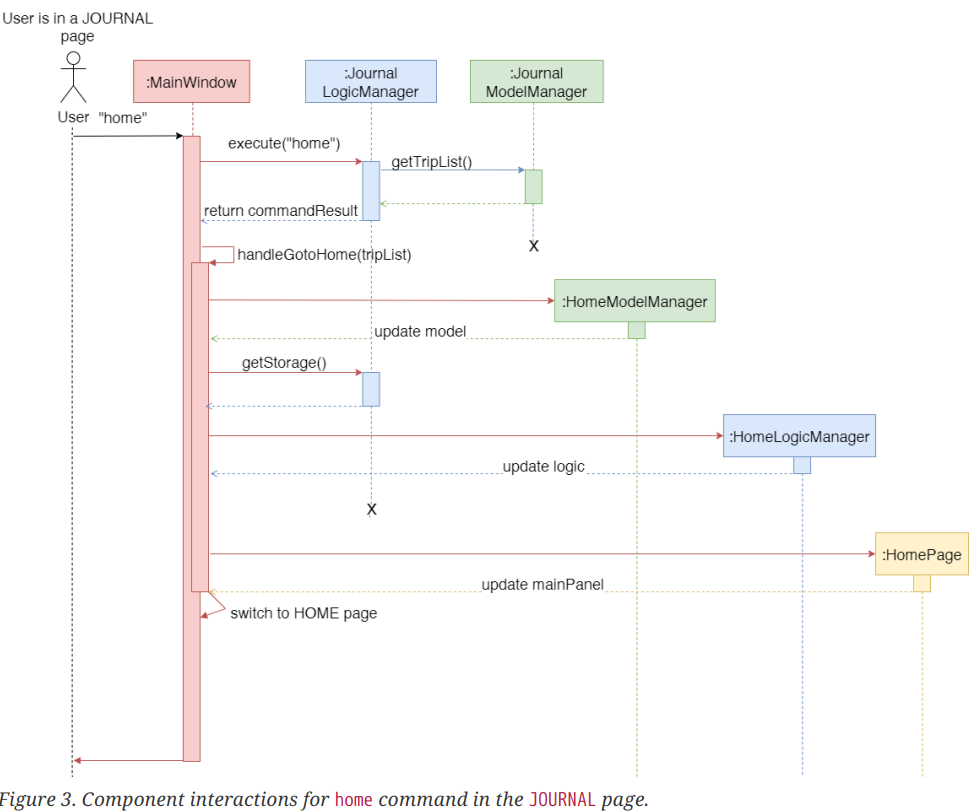 User is in a JOURNAL
page
:MainWindow
:Journal
LogicManager
:Journal
ModelManager
User "home"
execute("home")
getTripList()
return commandResult
X
handleGotoHome(tripList)
:HomeModelManager
update model
getStorage()
:HomeLogicManager
update logic
X
:HomePage
update mainPanel
switch to HOME page
Figure 3. Component interactions for home command in the JOURNAL page.